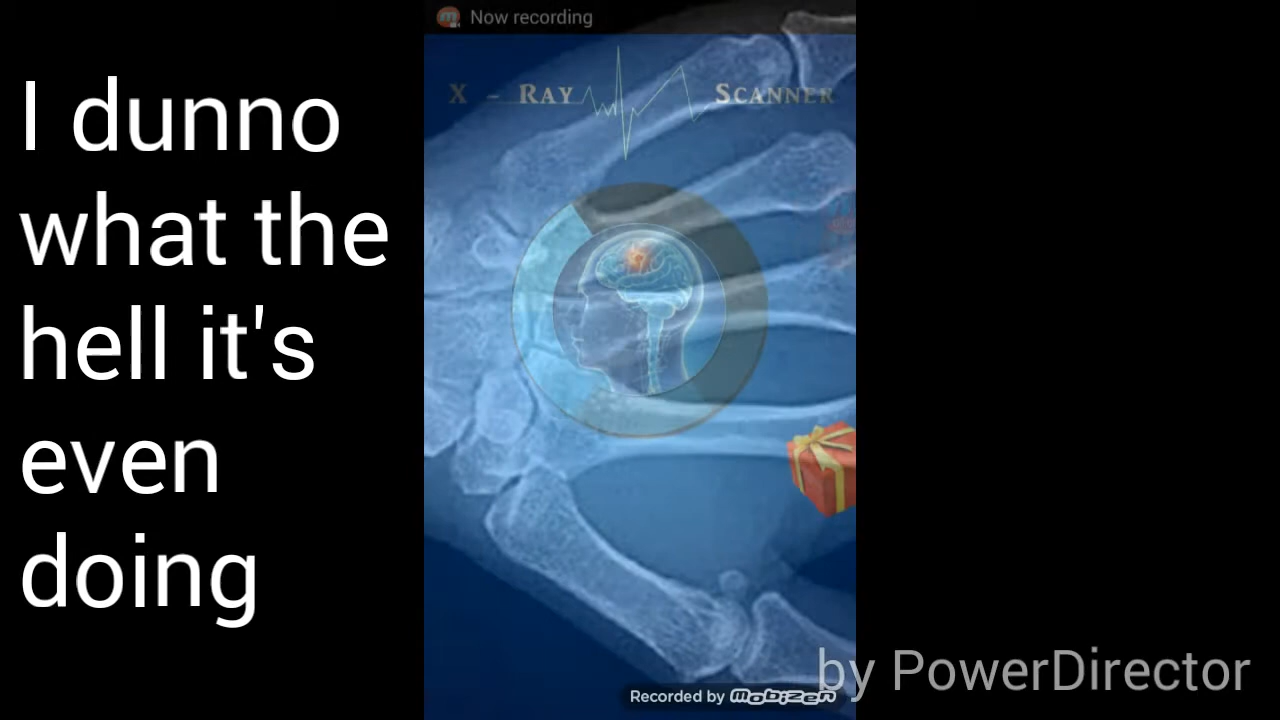 Now recording
X - Ray Scanner
I dunno
what the
hell it's
even
doing
by PowerDirector
Recorded by mobizen